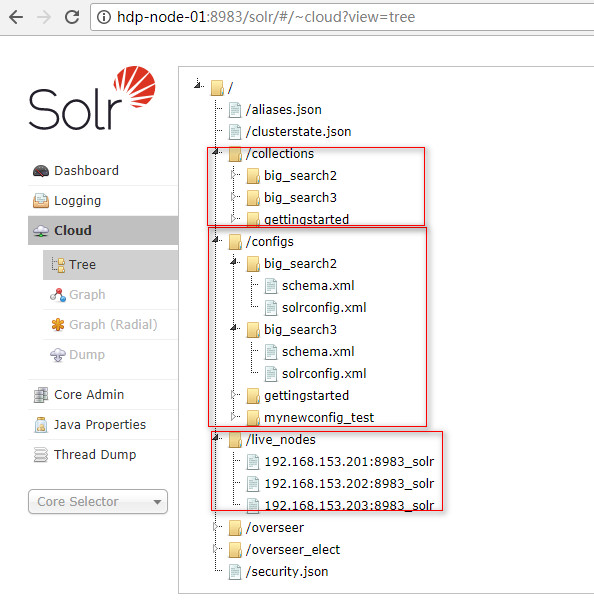 hdp-node-01:8983/solr/#/~cloud?view=tree
Solr
Dashboard
Logging
Cloud
Tree
Graph
Graph (Radial)
Dump
Core Admin
Java Properties
Thread Dump
Core Selector
/
/aliases.json
/clusterstate.json
/collections
big_search2
big_search3
gettingstarted
/configs
big_search2
schema.xml
solrconfig.xml
big_search3
schema.xml
solrconfig.xml
gettingstarted
mynewconfig_test
/live_nodes
192.168.153.201:8983_solr
192.168.153.202:8983_solr
192.168.153.203:8983_solr
/overseer
/overseer_elect
/security.json